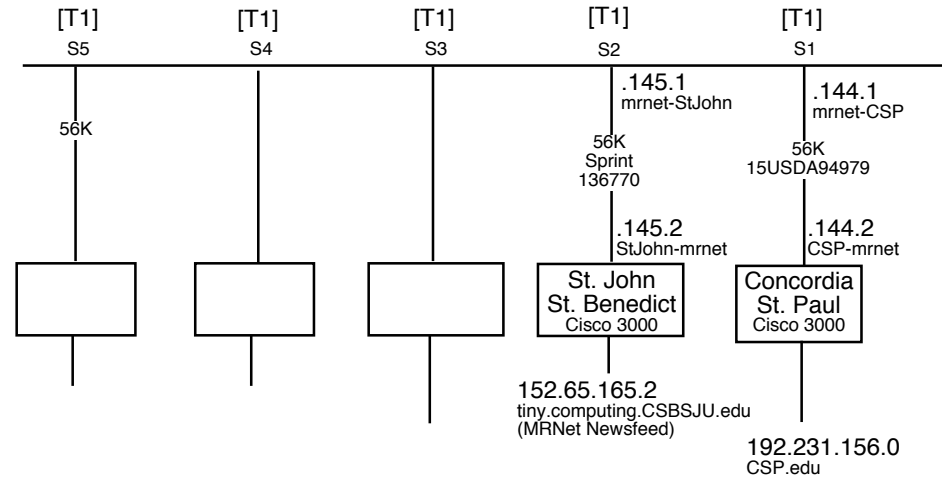 [T1] [T1] [T1] [T1] [T1]
S5 S4 S3 S2 S1
.145.1
mrnet-StJohn
.144.1
mrnet-CSP
56K
56K
Sprint
136770
56K
15USDA94979
.145.2
StJohn-mrnet
.144.2
CSP-mrnet
St. John
St. Benedict
Cisco 3000
Concordia
St. Paul
Cisco 3000
152.65.165.2
tiny.computing.CSBSJU.edu
(MRNet Newsfeed)
192.231.156.0
CSP.edu